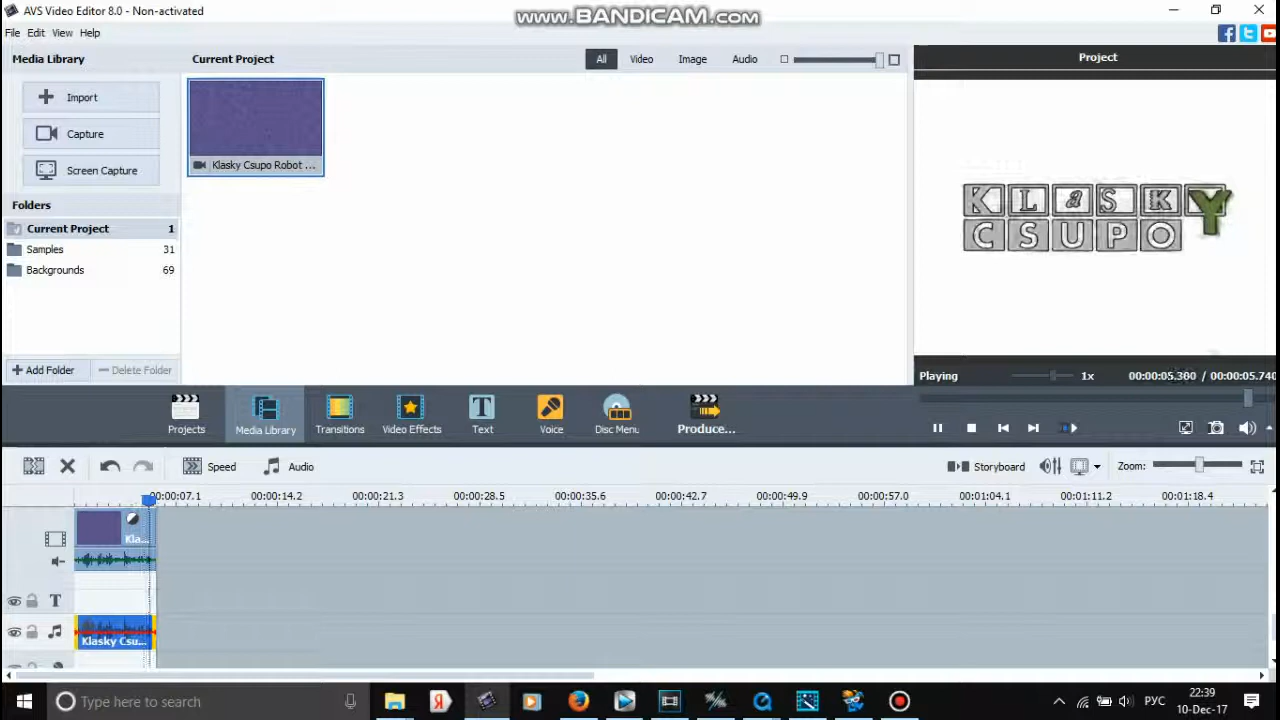 AVS Video Editor 8.0 - Non-activated
www.BANDICAM.com
File Edit View Help
Media Library
Current Project
All Video Image Audio
Project
Import
Capture
Screen Capture
Klasky Csupo Robot ...
KLaSKY
CSUPO
Folders
Current Project 1
Samples 31
Backgrounds 69
Add Folder
Delete Folder
Playing 1x 00:00:05.300 / 00:00:05.740
Projects
Media Library
Transitions
Video Effects
Text
Voice
Disc Menu
Produce...
Speed
Audio
Storyboard
Zoom:
00:00:07.1 00:00:14.2 00:00:21.3 00:00:28.5 00:00:35.6 00:00:42.7 00:00:49.9 00:00:57.0 00:01:04.1 00:01:11.2 00:01:18.4
Kla...
T
Klasky Csu...
Type here to search
РУС
22:39
10-Dec-17